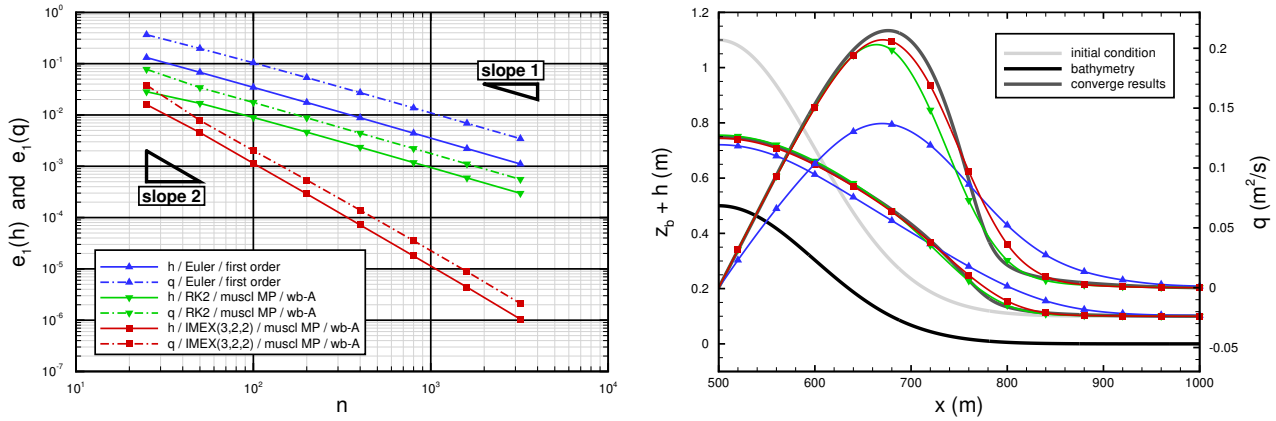 10^0
10^-1
10^-2
10^-3
10^-4
10^-5
10^-6
10^-7
e_1(h) and e_1(q)
slope 1
slope 2
h / Euler / first order
q / Euler / first order
h / RK2 / muscl MP / wb-A
q / RK2 / muscl MP / wb-A
h / IMEX(3,2,2) / muscl MP / wb-A
q / IMEX(3,2,2) / muscl MP / wb-A
10^1 10^2 10^3 10^4
n
1.2
1
0.8
0.6
0.4
0.2
0
z_b + h (m)
initial condition
bathymetry
converge results
0.2
0.15
0.1
0.05
0
-0.05
q (m^2/s)
500 600 700 800 900 1000
x (m)